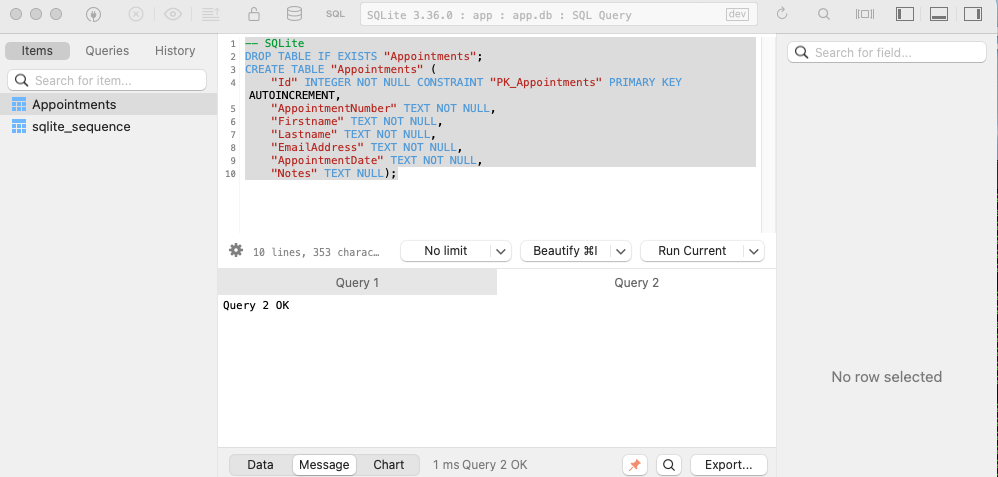 SQL
SQLite 3.36.0 : app : app.db : SQL Query
dev
Items
Queries
History
Search for item...
Appointments
sqlite_sequence
1 -- SQLite
2 DROP TABLE IF EXISTS "Appointments";
3 CREATE TABLE "Appointments" (
4 "Id" INTEGER NOT NULL CONSTRAINT "PK_Appointments" PRIMARY KEY
AUTOINCREMENT,
5 "AppointmentNumber" TEXT NOT NULL,
6 "Firstname" TEXT NOT NULL,
7 "Lastname" TEXT NOT NULL,
8 "EmailAddress" TEXT NOT NULL,
9 "AppointmentDate" TEXT NOT NULL,
10 "Notes" TEXT NULL);
10 lines, 353 charac…
No limit
Beautify ⌘I
Run Current
Query 1
Query 2
Query 2 OK
Data
Message
Chart
1 ms Query 2 OK
Export...
Search for field...
No row selected